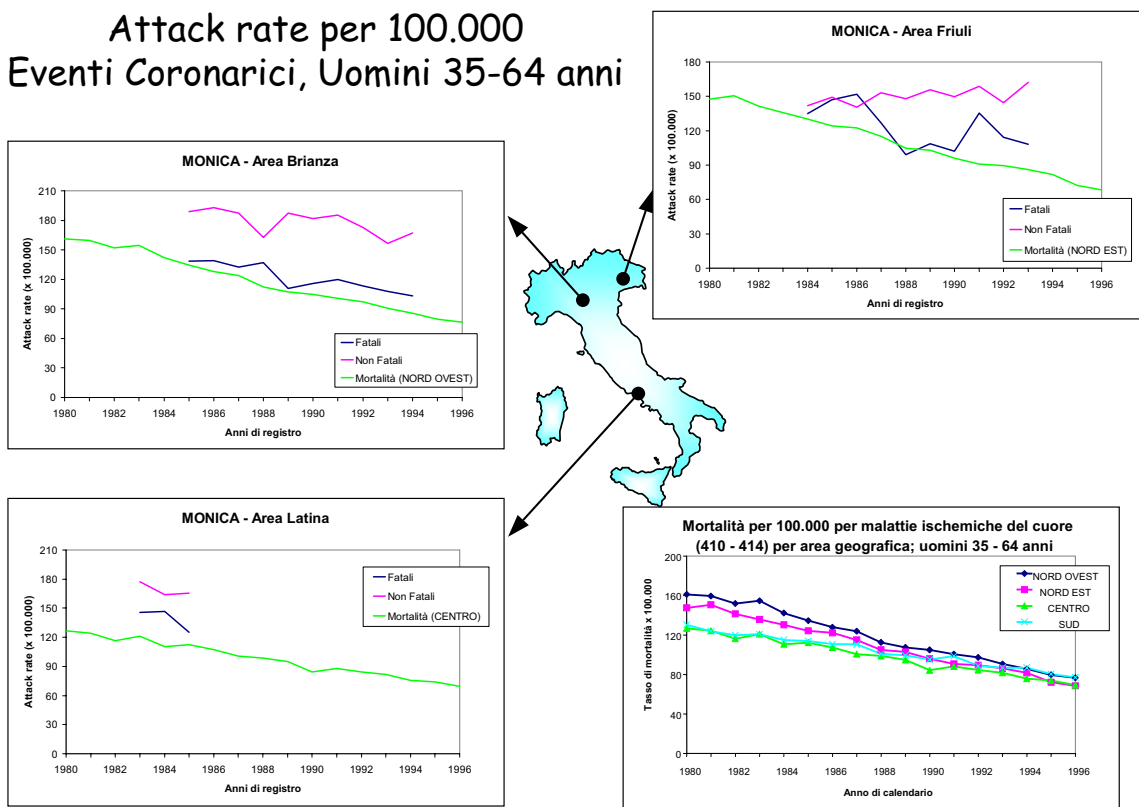 Attack rate per 100.000
Eventi Coronarici, Uomini 35-64 anni
MONICA - Area Friuli
Attack rate (x 100.000)
180
150
120
90
60
30
0
1980 1982 1984 1986 1988 1990 1992 1994 1996
Anni di registro
Fatali
Non Fatali
Mortalità (NORD EST)
MONICA - Area Brianza
Attack rate (x 100.000)
210
180
150
120
90
60
30
0
1980 1982 1984 1986 1988 1990 1992 1994 1996
Anni di registro
Fatali
Non Fatali
Mortalità (NORD OVEST)
MONICA - Area Latina
Attack rate (x 100.000)
210
180
150
120
90
60
30
0
1980 1982 1984 1986 1988 1990 1992 1994 1996
Anni di registro
Fatali
Non Fatali
Mortalità (CENTRO)
Mortalità per 100.000 per malattie ischemiche del cuore
(410 - 414) per area geografica; uomini 35 - 64 anni
Tasso di mortalità x 100.000
200
160
120
80
40
0
1980 1982 1984 1986 1988 1990 1992 1994 1996
Anno di calendario
NORD OVEST
NORD EST
CENTRO
SUD